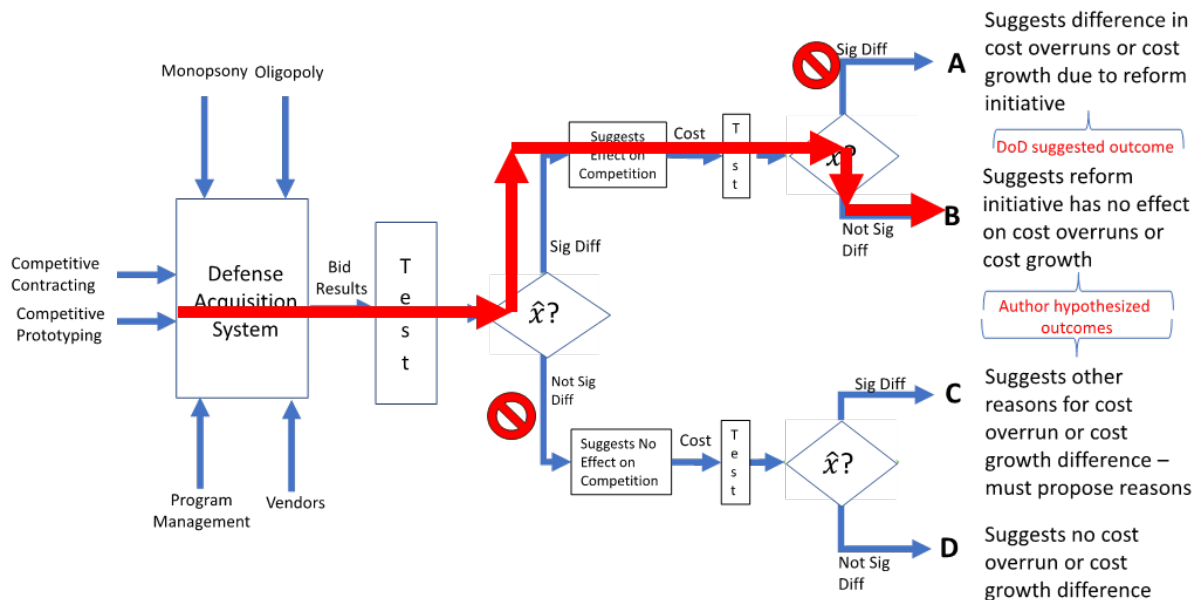 Monopsony Oligopoly
Competitive
Contracting
Competitive
Prototyping
Defense
Acquisition
System
Program
Management
Vendors
Bid
Results
T
e
s
t
x̂?
Sig Diff
Not Sig
Diff
Suggests
Effect on
Competition
Cost
T
st
x̂?
Sig Diff
Not Sig
Diff
Suggests No
Effect on
Competition
Cost
T
e
s
t
x̂?
Sig Diff
Not Sig
Diff
A
Suggests difference in
cost overruns or cost
growth due to reform
initiative
DoD suggested outcome
B
Suggests reform
initiative has no effect
on cost overruns or
cost growth
Author hypothesized
outcomes
C
Suggests other
reasons for cost
overrun or cost
growth difference –
must propose reasons
D
Suggests no cost
overrun or cost
growth difference